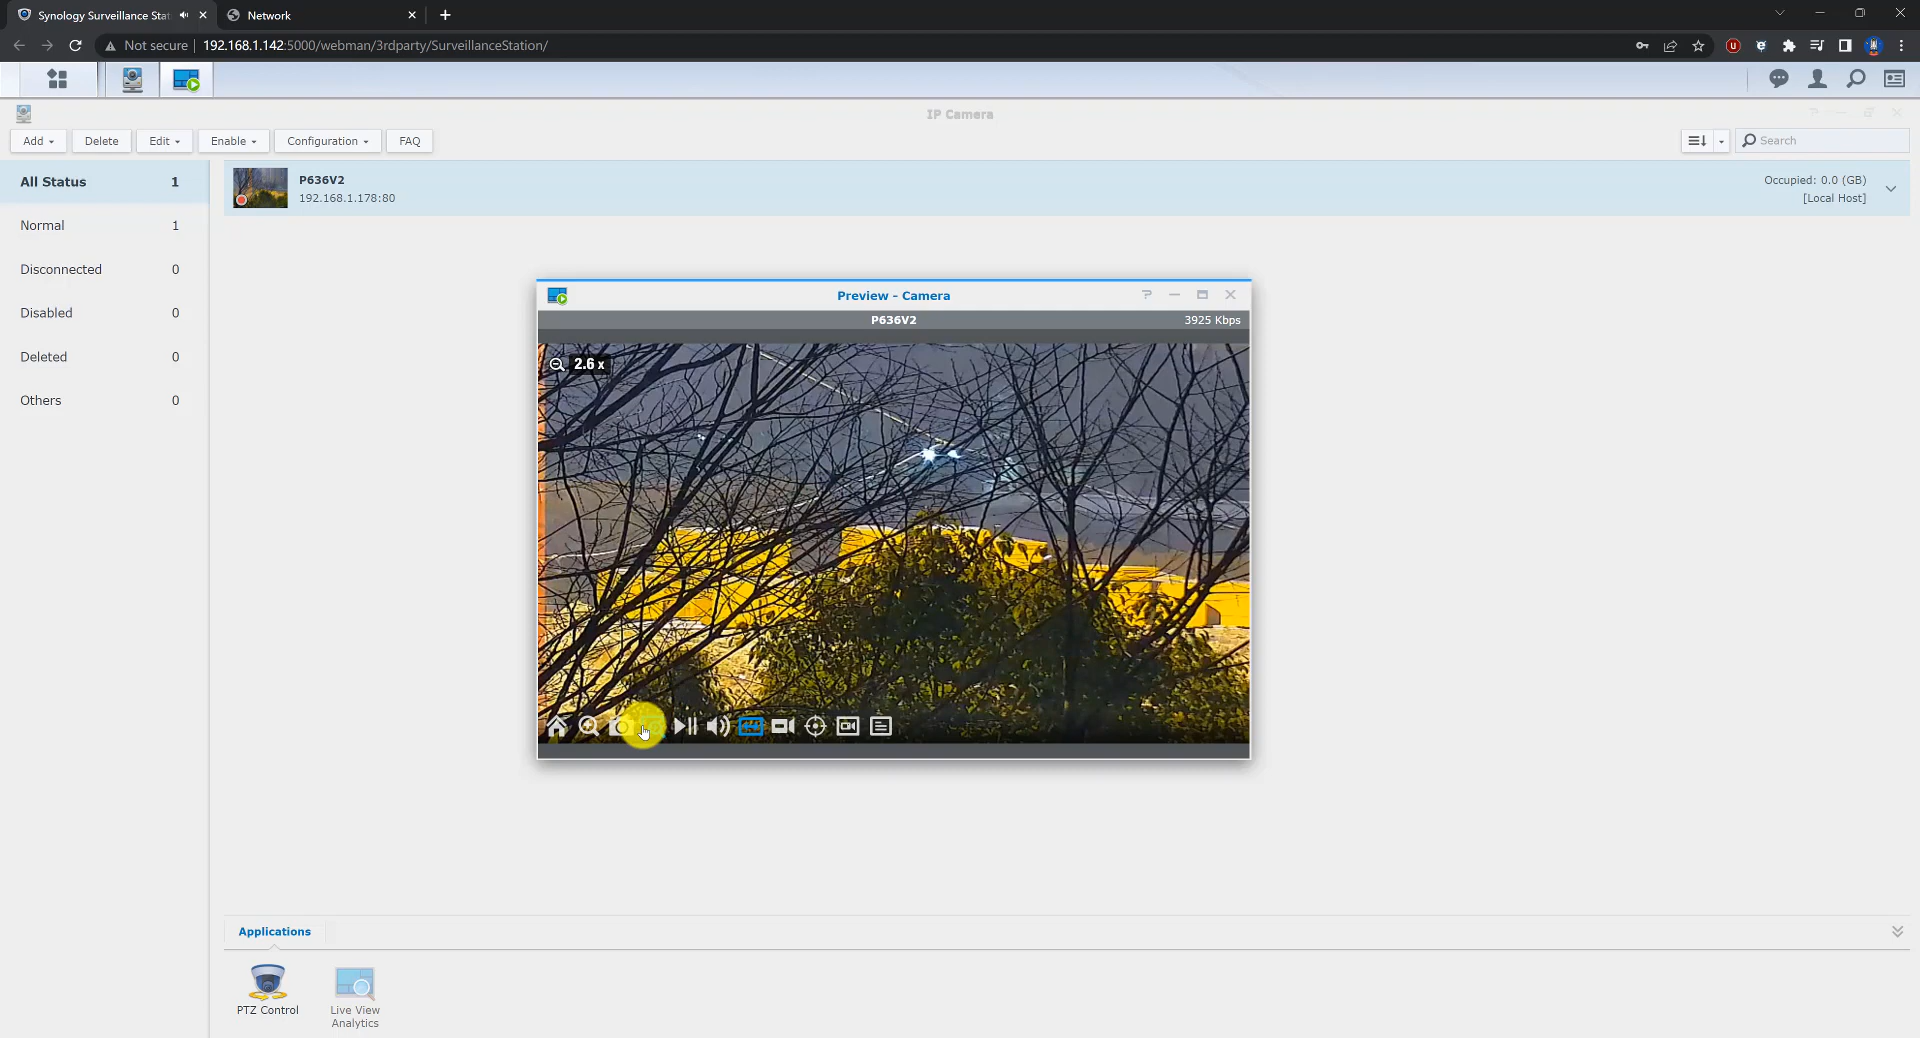 Synology Surveillance Stat
Network
Not secure
192.168.1.142:5000/webman/3rdparty/SurveillanceStation/
IP Camera
Add
Delete
Edit
Enable
Configuration
FAQ
Search
All Status 1
Normal 1
Disconnected 0
Disabled 0
Deleted 0
Others 0
P636V2
192.168.1.178:80
Occupied: 0.0 (GB)
[Local Host]
Preview - Camera
P636V2
3925 Kbps
2.6 x
Applications
PTZ Control
Live View
Analytics